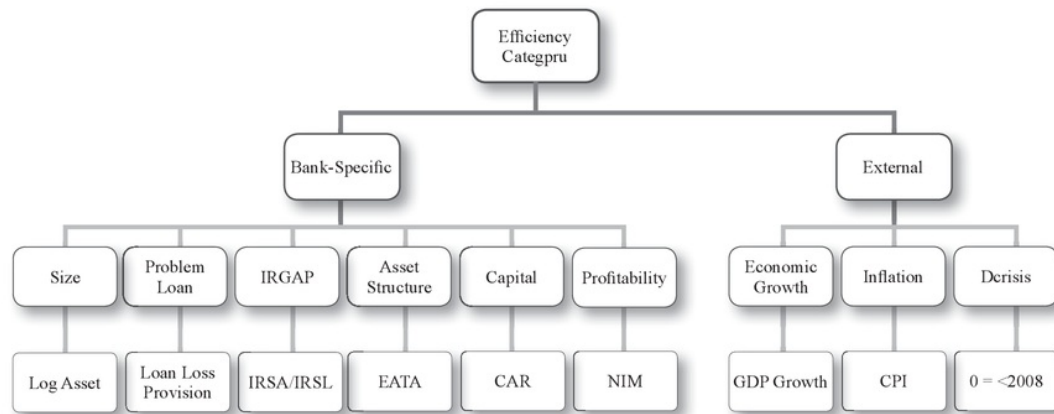 Efficiency
Categpru
Bank-Specific
External
Size
Problem
Loan
IRGAP
Asset
Structure
Capital
Profitability
Economic
Growth
Inflation
Dcrisis
Log Asset
Loan Loss
Provision
IRSA/IRSL
EATA
CAR
NIM
GDP Growth
CPI
0 = <2008